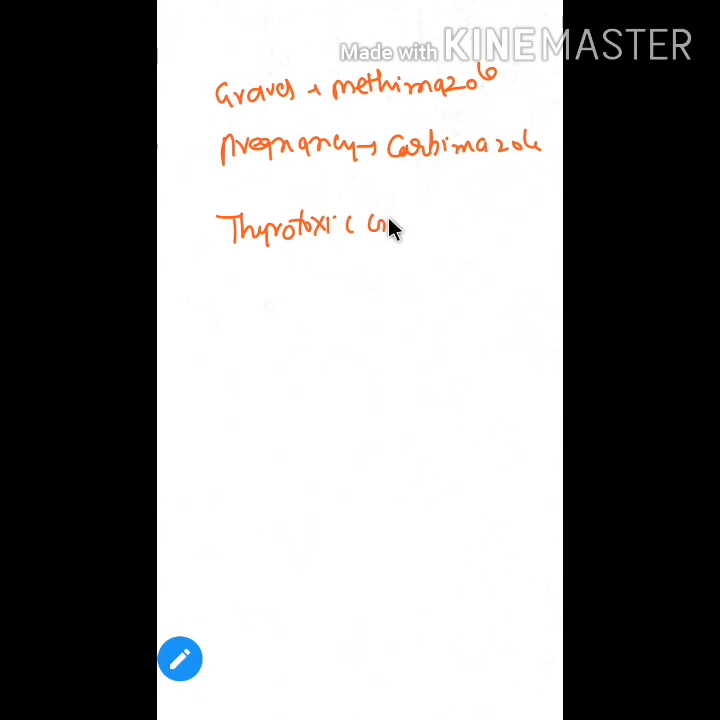 Made with KINEMASTER
Graves → methimazole
pregnancy → Carbimazole
Thyrotoxic